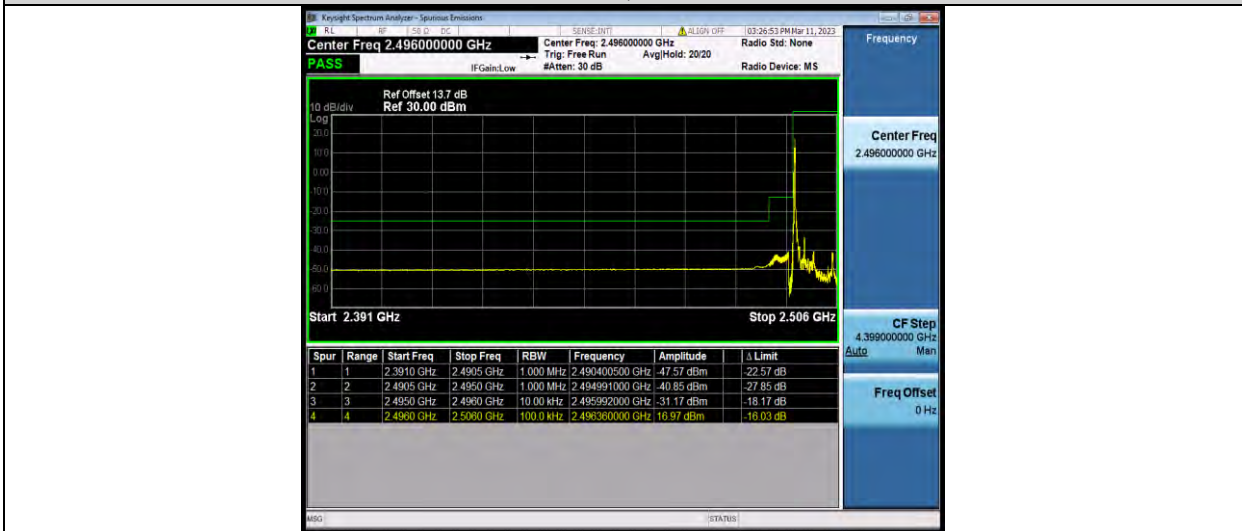 Keysight Spectrum Analyzer - Spurious Emissions
RL RF 50 Ω DC SENSE:INT ALIGN OFF 03:26:53 PM Mar 11, 2023
Center Freq 2.496000000 GHz Center Freq: 2.496000000 GHz Radio Std: None
Trig: Free Run Avg|Hold: 20/20
PASS IFGain:Low #Atten: 30 dB Radio Device: MS
Frequency
Ref Offset 13.7 dB
10 dB/div Ref 30.00 dBm
Log
20.0
10.0
0.00
-10.0
-20.0
-30.0
-40.0
-50.0
-60.0
Start 2.391 GHz Stop 2.506 GHz
Center Freq
2.496000000 GHz
CF Step
4.399000000 GHz
Auto Man
Freq Offset
0 Hz
Spur Range Start Freq Stop Freq RBW Frequency Amplitude Δ Limit
1 1 2.3910 GHz 2.4905 GHz 1.000 MHz 2.490400500 GHz -47.57 dBm -22.57 dB
2 2 2.4905 GHz 2.4950 GHz 1.000 MHz 2.494991000 GHz -40.85 dBm -27.85 dB
3 3 2.4950 GHz 2.4960 GHz 10.00 kHz 2.495992000 GHz -31.17 dBm -18.17 dB
4 4 2.4960 GHz 2.5060 GHz 100.0 kHz 2.496360000 GHz 16.97 dBm -16.03 dB
MSG STATUS